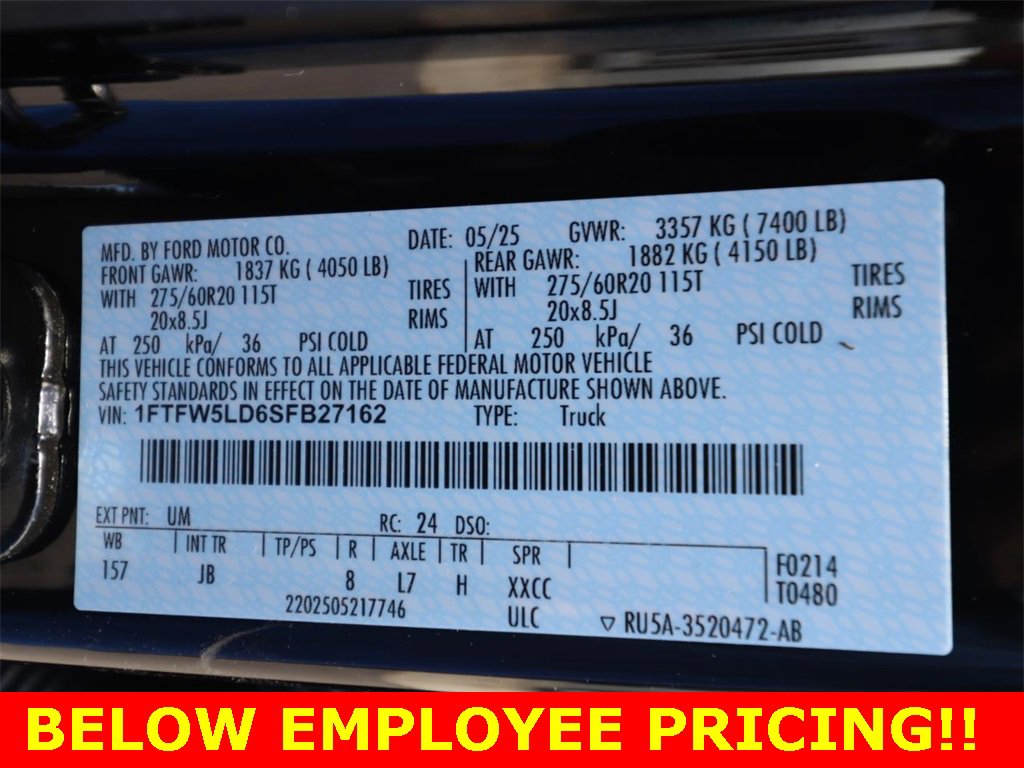 MFD. BY FORD MOTOR CO. DATE: 05/25 GVWR: 3357 KG ( 7400 LB)
FRONT GAWR: 1837 KG ( 4050 LB) REAR GAWR: 1882 KG ( 4150 LB)
WITH 275/60R20 115T TIRES WITH 275/60R20 115T TIRES
20x8.5J RIMS 20x8.5J RIMS
AT 250 kPa/ 36 PSI COLD AT 250 kPa/ 36 PSI COLD
THIS VEHICLE CONFORMS TO ALL APPLICABLE FEDERAL MOTOR VEHICLE
SAFETY STANDARDS IN EFFECT ON THE DATE OF MANUFACTURE SHOWN ABOVE.
VIN: 1FTFW5LD6SFB27162 TYPE: Truck
EXT PNT: UM RC: 24 DSO:
WB INT TR TP/PS R AXLE TR SPR F0214
157 JB 8 L7 H XXCC T0480
2202505217746 ULC ▽ RU5A-3520472-AB
BELOW EMPLOYEE PRICING!!